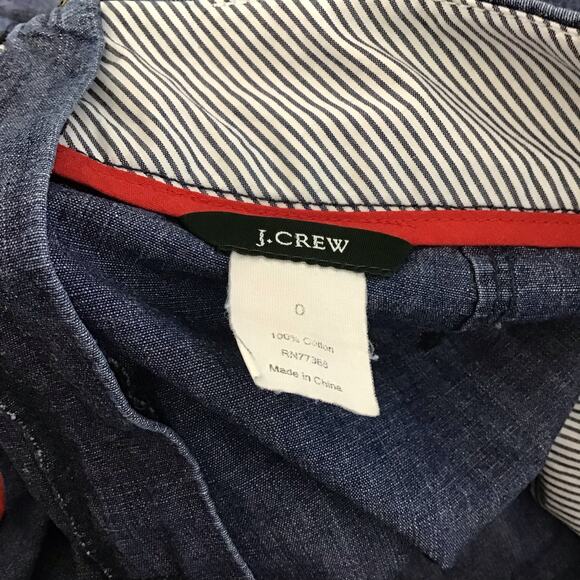 J.CREW
0
100% Cotton
RN77388
Made in China